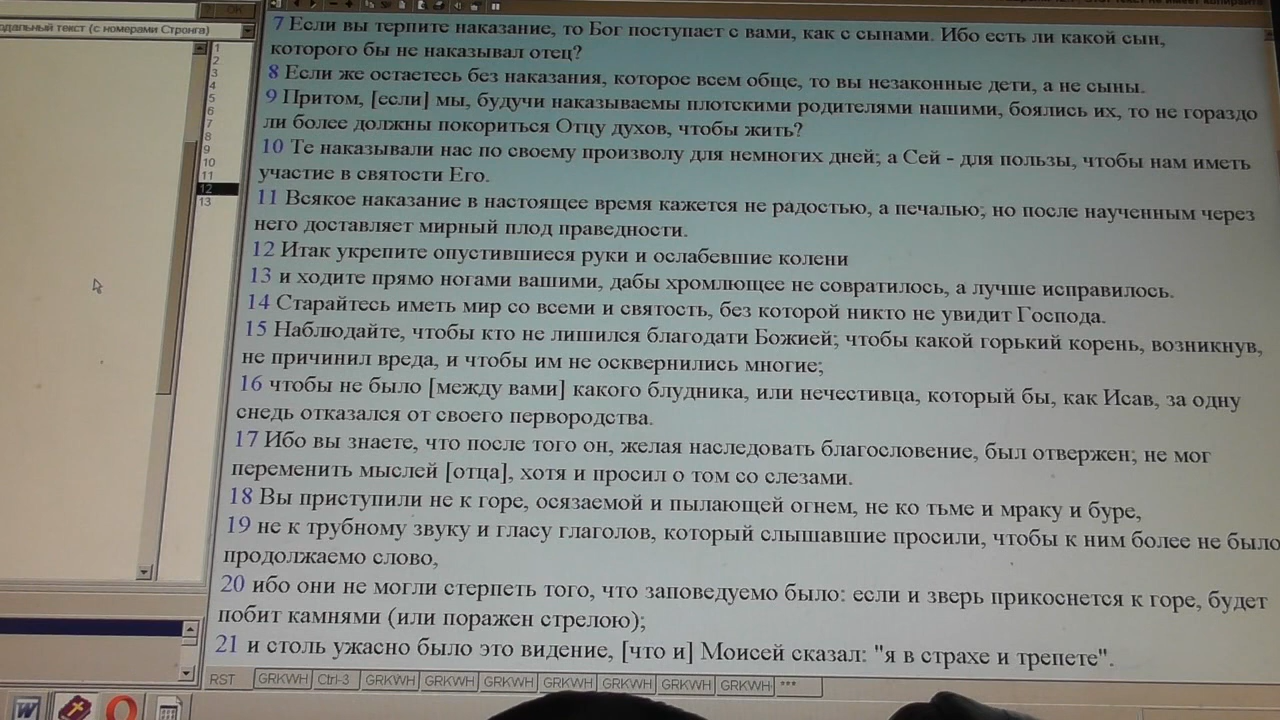 OK
одальный текст (с номерами Стронга)
1
2
3
4
5
6
7
8
9
10
11
12
13
7 Если вы терпите наказание, то Бог поступает с вами, как с сынами. Ибо есть ли какой сын,
которого бы не наказывал отец?
8 Если же остаетесь без наказания, которое всем обще, то вы незаконные дети, а не сыны.
9 Притом, [если] мы, будучи наказываемы плотскими родителями нашими, боялись их, то не гораздо
ли более должны покориться Отцу духов, чтобы жить?
10 Те наказывали нас по своему произволу для немногих дней; а Сей - для пользы, чтобы нам иметь
участие в святости Его.
11 Всякое наказание в настоящее время кажется не радостью, а печалью; но после наученным через
него доставляет мирный плод праведности.
12 Итак укрепите опустившиеся руки и ослабевшие колени
13 и ходите прямо ногами вашими, дабы хромлющее не совратилось, а лучше исправилось.
14 Старайтесь иметь мир со всеми и святость, без которой никто не увидит Господа.
15 Наблюдайте, чтобы кто не лишился благодати Божией; чтобы какой горький корень, возникнув,
не причинил вреда, и чтобы им не осквернились многие;
16 чтобы не было [между вами] какого блудника, или нечестивца, который бы, как Исав, за одну
снедь отказался от своего первородства.
17 Ибо вы знаете, что после того он, желая наследовать благословение, был отвержен; не мог
переменить мыслей [отца], хотя и просил о том со слезами.
18 Вы приступили не к горе, осязаемой и пылающей огнем, не ко тьме и мраку и буре,
19 не к трубному звуку и гласу глаголов, который слышавшие просили, чтобы к ним более не было
продолжаемо слово,
20 ибо они не могли стерпеть того, что заповедуемо было: если и зверь прикоснется к горе, будет
побит камнями (или поражен стрелою);
21 и столь ужасно было это видение, [что и] Моисей сказал: "я в страхе и трепете".
RST GRKWH Ctrl-3 GRKWH GRKWH GRKWH GRKWH GRKWH GRKWH GRKWH ***
W